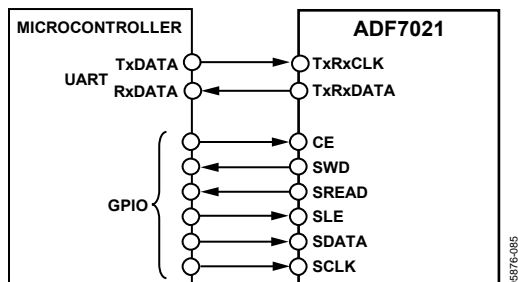 MICROCONTROLLER
ADF7021
UART
TxDATA
RxDATA
TxRxCLK
TxRxDATA
GPIO
CE
SWD
SREAD
SLE
SDATA
SCLK
05876-085